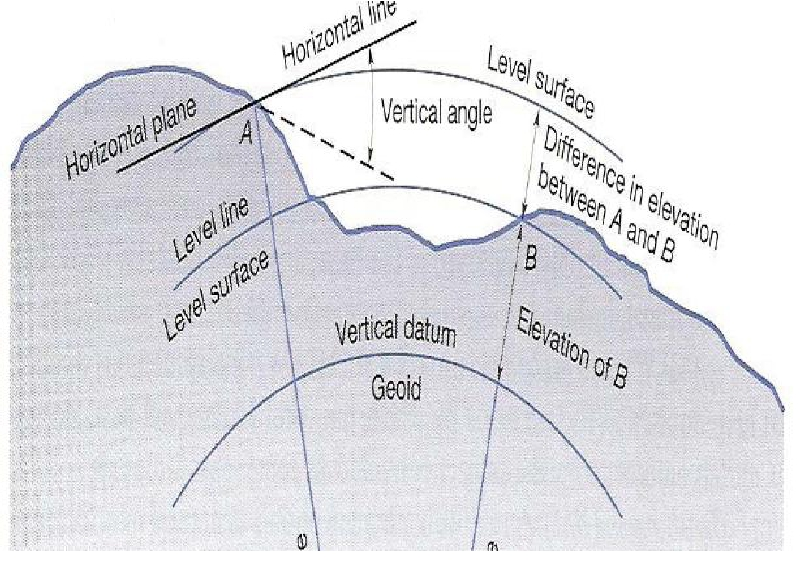 Horizontal line
Level surface
Horizontal plane
A
Vertical angle
Difference in elevation
between A and B
Level line
Level surface
B
Vertical datum
Elevation of B
Geoid
e
e